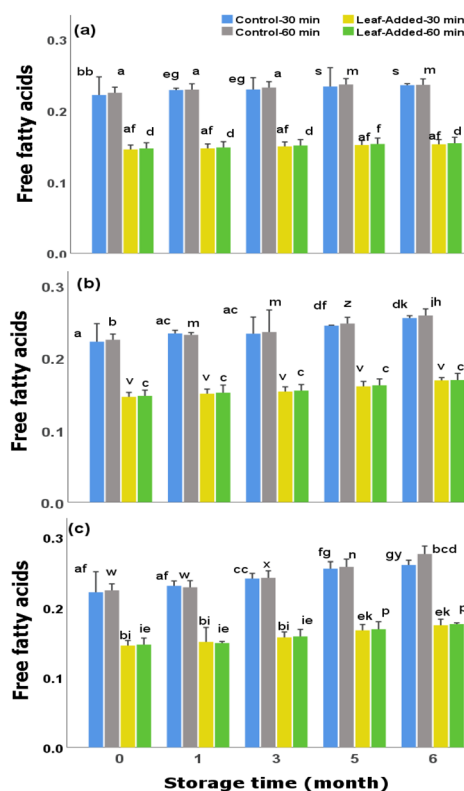 Control-30 min Leaf-Added-30 min
Control-60 min Leaf-Added-60 min
(a)
Free fatty acids
0.3
0.2
0.1
0.0
bb a af d
eg a af d
eg a af d
s m af f
s m af d
(b)
Free fatty acids
0.3
0.2
0.1
0.0
a b v c
ac m v c
ac m v c
df z v c
dk jh v c
(c)
Free fatty acids
0.3
0.2
0.1
0.0
af w bi ie
af w bi ie
cc x bi ie
fg n ek p
gy bcd ek p
0 1 3 5 6
Storage time (month)